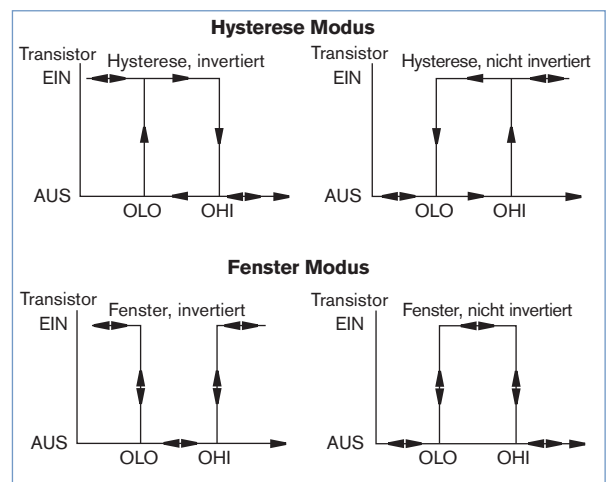 Hysterese Modus
Transistor
Hysterese, invertiert
EIN
AUS
OLO
OHI
Transistor
Hysterese, nicht invertiert
EIN
AUS
OLO
OHI
Fenster Modus
Transistor
Fenster, invertiert
EIN
AUS
OLO
OHI
Transistor
Fenster, nicht invertiert
EIN
AUS
OLO
OHI